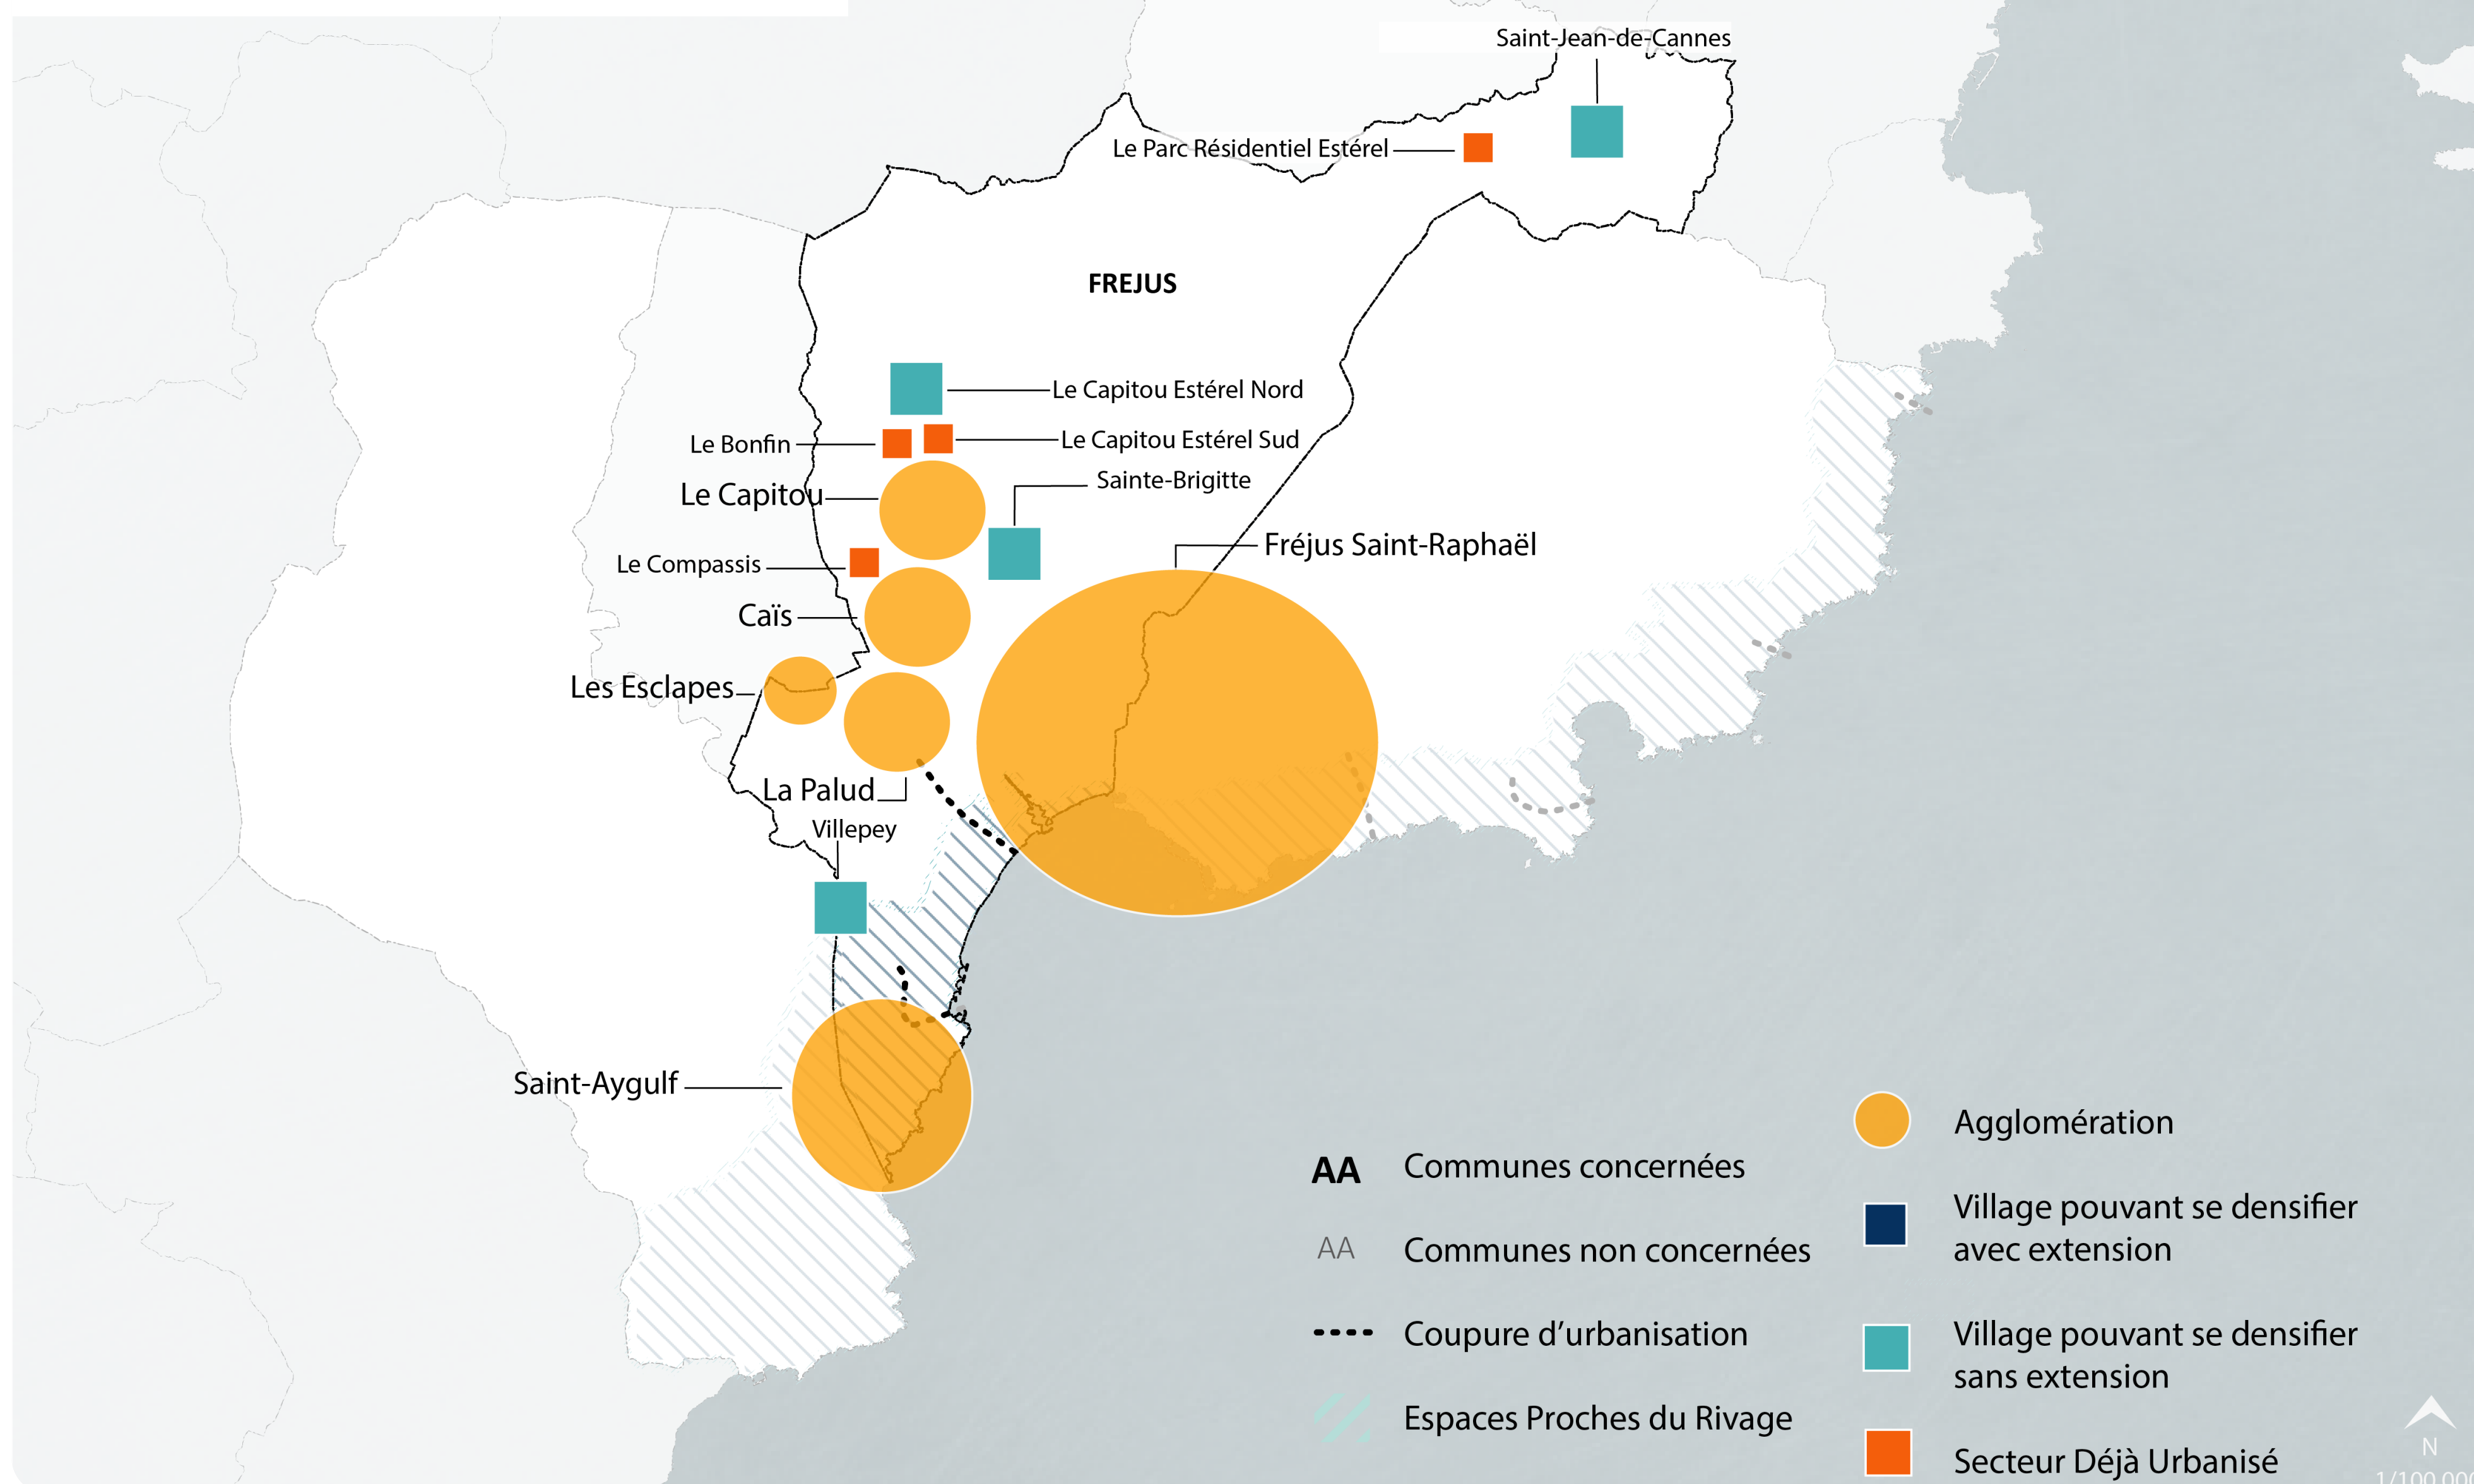 Saint-Jean-de-Cannes
Le Parc Résidentiel Estérel
FREJUS
Le Capitou Estérel Nord
Le Bonfin
Le Capitou Estérel Sud
Le Capitou
Sainte-Brigitte
Fréjus Saint-Raphaël
Le Compassis
Caïs
Les Esclapes
La Palud
Villepey
Saint-Aygulf
AA Communes concernées
AA Communes non concernées
Coupure d'urbanisation
Espaces Proches du Rivage
Agglomération
Village pouvant se densifier
avec extension
Village pouvant se densifier
sans extension
Secteur Déjà Urbanisé
N
1/100 000